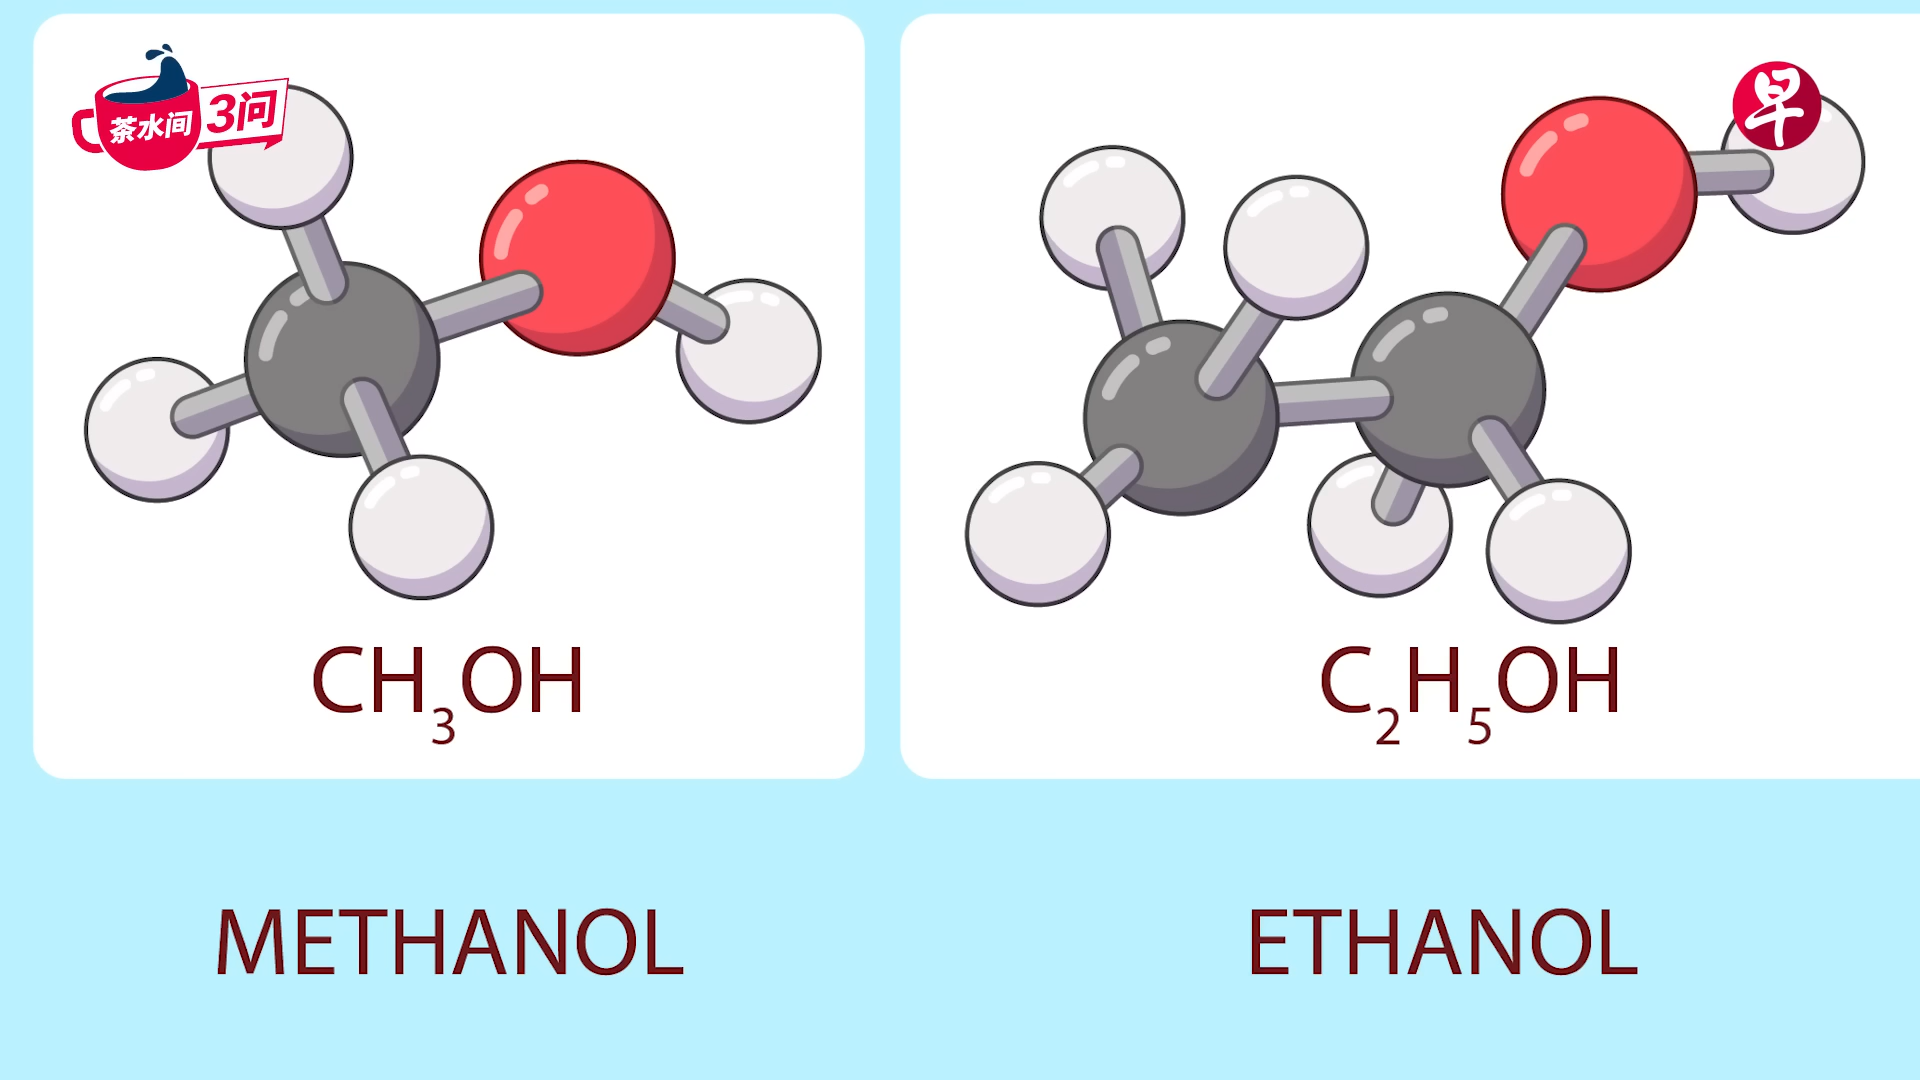 茶水间 3问
早
CH₃OH
C₂H₅OH
METHANOL
ETHANOL